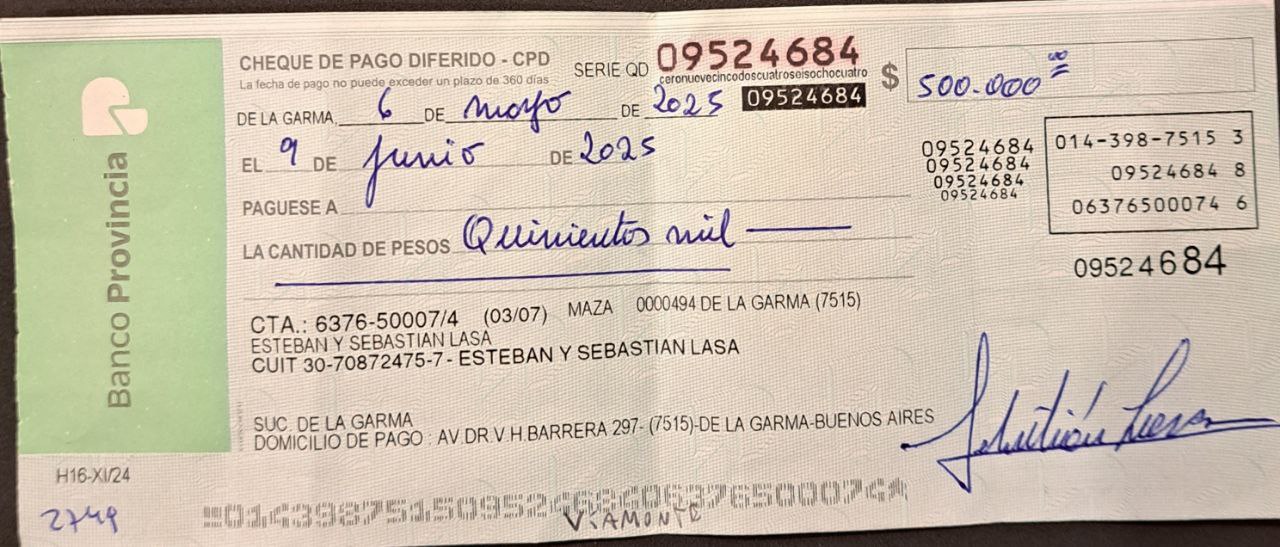 Banco Provincia
CHEQUE DE PAGO DIFERIDO - CPD
La fecha de pago no puede exceder un plazo de 360 días
SERIE QD 09524684
ceronuevecincodoscuatroseisochocuatro
09524684
$ 500.000 00
DE LA GARMA, 6 DE mayo DE 2025
EL 9 DE junio DE 2025
PAGUESE A
LA CANTIDAD DE PESOS Quinientos mil
09524684
09524684
09524684
09524684
014-398-7515 3
09524684 8
06376500074 6
09524684
CTA.: 6376-50007/4 (03/07) MAZA 0000494 DE LA GARMA (7515)
ESTEBAN Y SEBASTIAN LASA
CUIT 30-70872475-7 - ESTEBAN Y SEBASTIAN LASA
SUC. DE LA GARMA
DOMICILIO DE PAGO : AV.DR.V.H.BARRERA 297- (7515)-DE LA GARMA-BUENOS AIRES
H16-XI/24
2749
VIAMONTE